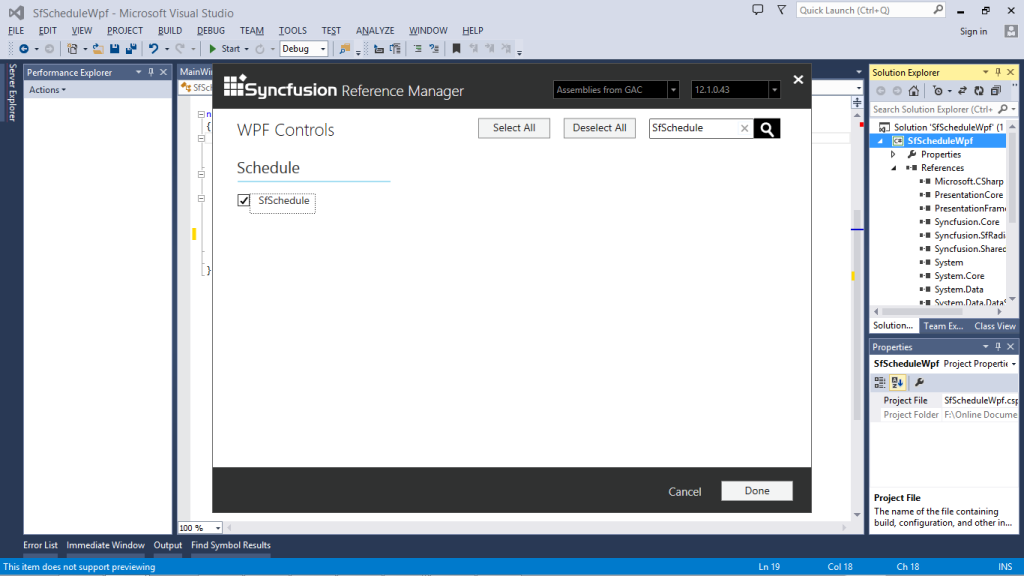 SfScheduleWpf - Microsoft Visual Studio
Quick Launch (Ctrl+Q)
FILE EDIT VIEW PROJECT BUILD DEBUG TEAM TOOLS TEST ANALYZE WINDOW HELP
Sign in
Start
Debug
Server Explorer
Performance Explorer
Actions
MainWin
SfSch
n
{
}
Syncfusion Reference Manager
Assemblies from GAC
12.1.0.43
WPF Controls
Select All
Deselect All
SfSchedule
Schedule
SfSchedule
Cancel
Done
100 %
Solution Explorer
Search Solution Explorer (Ctrl+
Solution 'SfScheduleWpf' (1
SfScheduleWpf
Properties
References
Microsoft.CSharp
PresentationCore
PresentationFram
Syncfusion.Core
Syncfusion.SfRadi
Syncfusion.Shared
System
System.Core
System.Data
System.Data.DataS
Solution... Team Ex... Class View
Properties
SfScheduleWpf Project Propertie
Project File SfScheduleWpf.csp
Project Folder F:\Online Docume
Project File
The name of the file containing
build, configuration, and other in...
Error List Immediate Window Output Find Symbol Results
This item does not support previewing
Ln 19 Col 18 Ch 18 INS